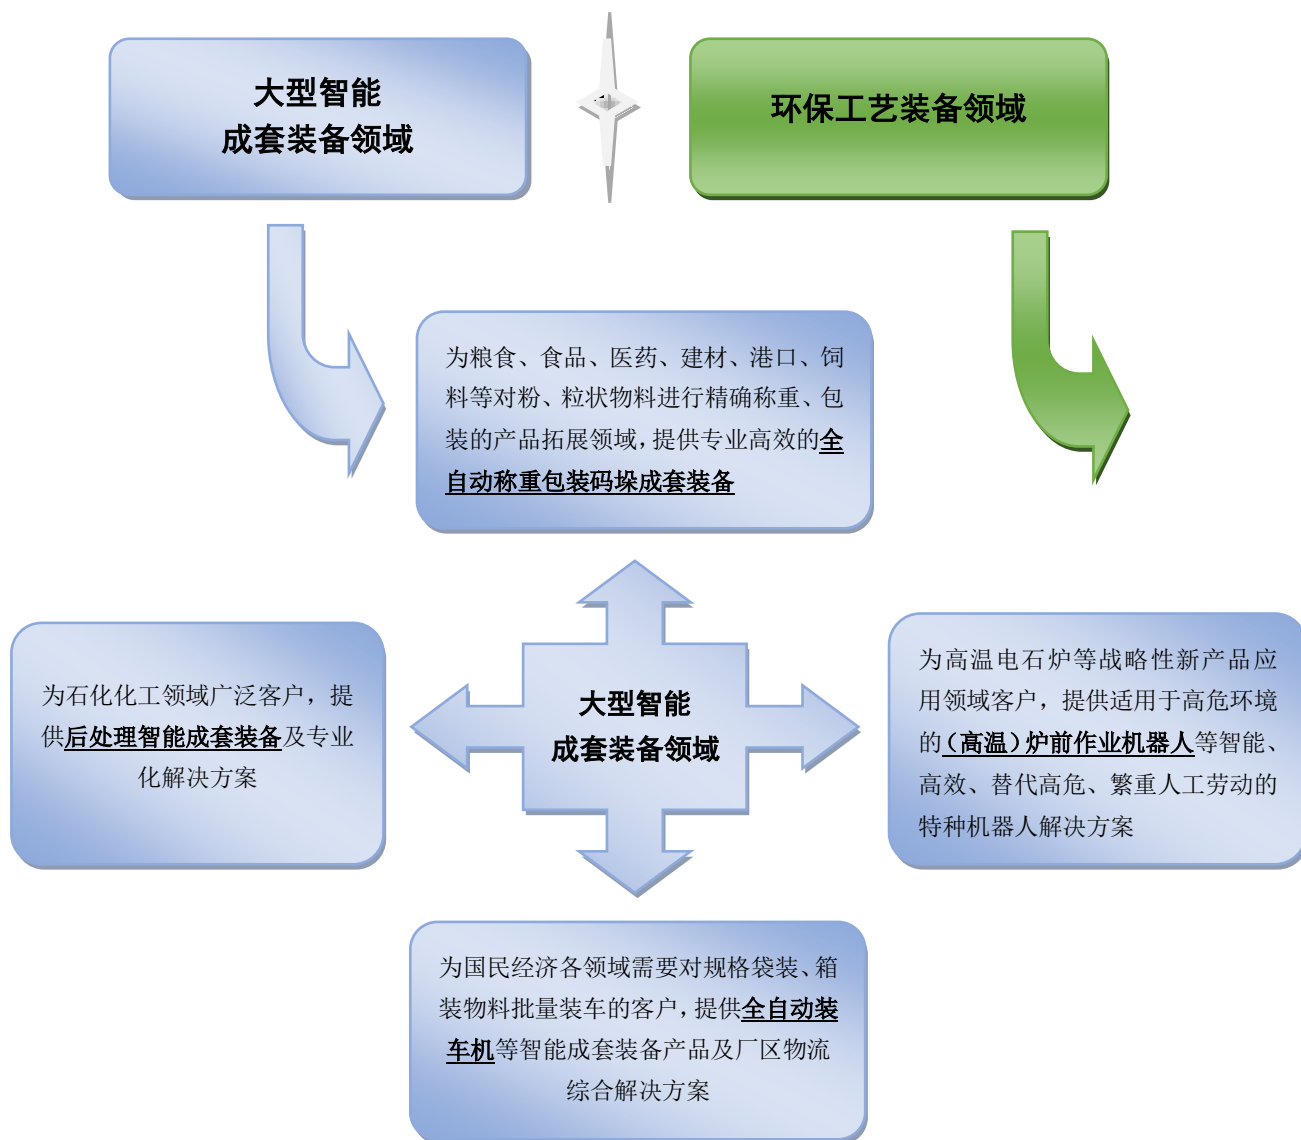 大型智能
成套装备领域
环保工艺装备领域
为粮食、食品、医药、建材、港口、饲
料等对粉、粒状物料进行精确称重、包
装的产品拓展领域，提供专业高效的全
自动称重包装码垛成套装备
为石化化工领域广泛客户，提
供后处理智能成套装备及专业
化解决方案
大型智能
成套装备领域
为高温电石炉等战略性新产品应
用领域客户，提供适用于高危环境
的（高温）炉前作业机器人等智能、
高效、替代高危、繁重人工劳动的
特种机器人解决方案
为国民经济各领域需要对规格袋装、箱
装物料批量装车的客户，提供全自动装
车机等智能成套装备产品及厂区物流
综合解决方案